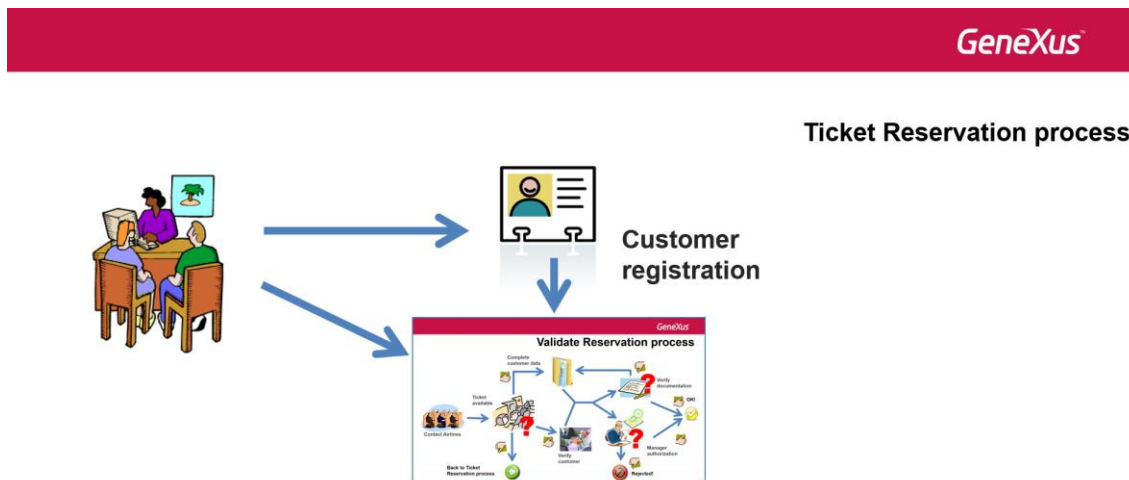 GeneXus™
Ticket Reservation process
Customer
registration
GeneXus
Validate Reservation process
Complete
customer data
Verify
documentation
OK!
Ticket
available
Contact Airlines
Verify
customer
Manager
authorization
Back to Ticket
Reservation process
Rejected!